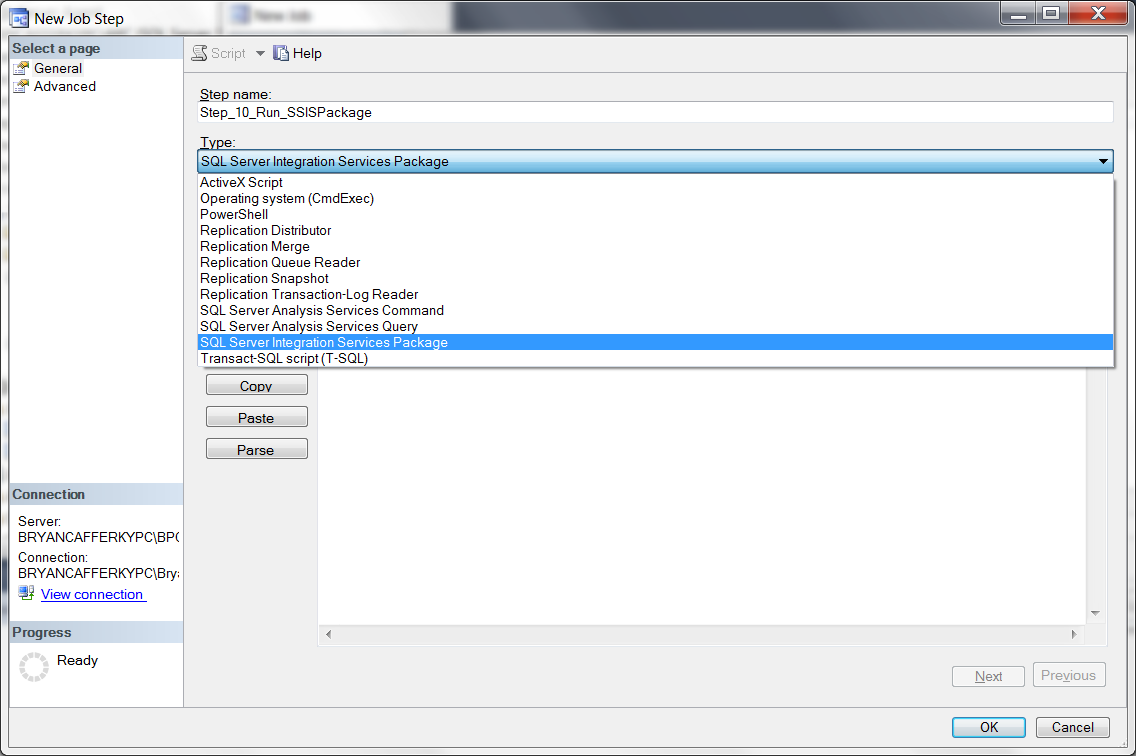 New Job Step
New Job
Select a page
General
Advanced
Script
Help
Step name:
Step_10_Run_SSISPackage
Type:
SQL Server Integration Services Package
ActiveX Script
Operating system (CmdExec)
PowerShell
Replication Distributor
Replication Merge
Replication Queue Reader
Replication Snapshot
Replication Transaction-Log Reader
SQL Server Analysis Services Command
SQL Server Analysis Services Query
SQL Server Integration Services Package
Transact-SQL script (T-SQL)
Copy
Paste
Parse
Connection
Server:
BRYANCAFFERKYPC\BPC
Connection:
BRYANCAFFERKYPC\Brya
View connection
Progress
Ready
Next
Previous
OK
Cancel